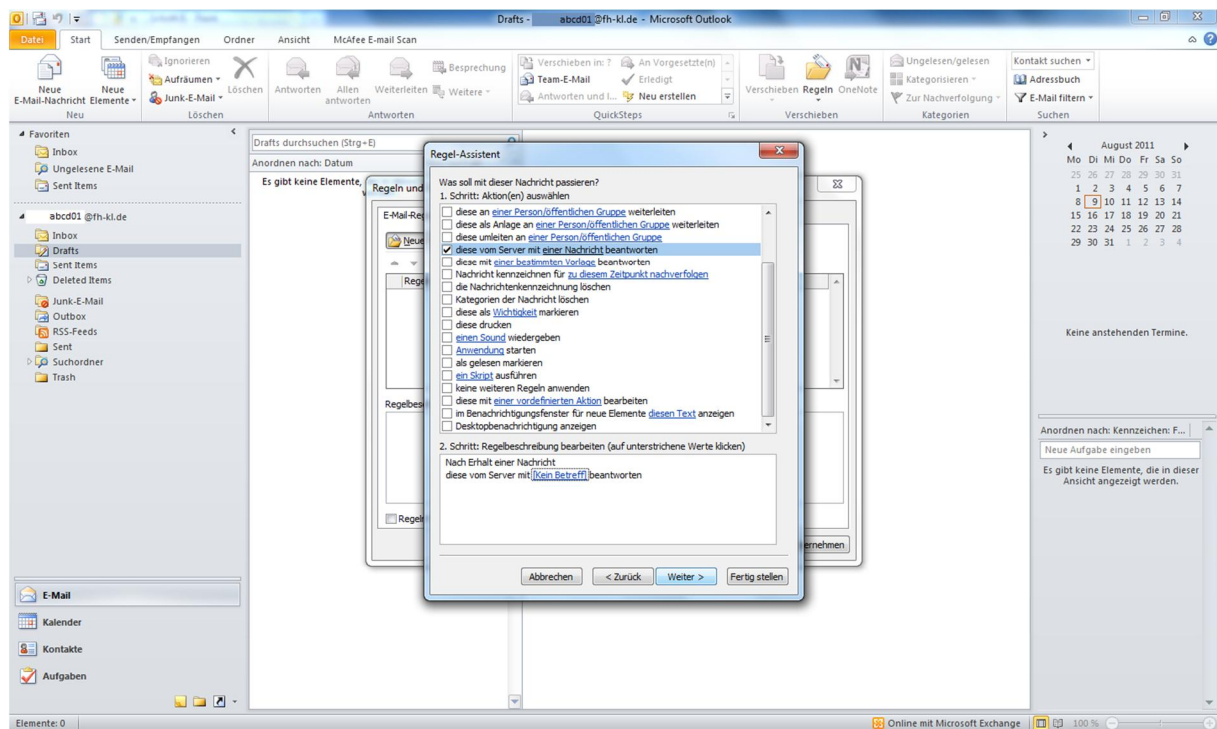 Drafts - abcd01 @fh-kl.de - Microsoft Outlook
Datei Start Senden/Empfangen Ordner Ansicht McAfee E-mail Scan
Neue E-Mail-Nachricht
Neue Elemente
Neu
Ignorieren
Aufräumen
Junk-E-Mail
Löschen
Löschen
Antworten
Allen antworten
Weiterleiten
Besprechung
Weitere
Antworten
Verschieben in: ?
Team-E-Mail
Antworten und l...
An Vorgesetzte(n)
Erledigt
Neu erstellen
QuickSteps
Verschieben
Regeln
OneNote
Verschieben
Ungelesen/gelesen
Kategorisieren
Zur Nachverfolgung
Kategorien
Kontakt suchen
Adressbuch
E-Mail filtern
Suchen
Favoriten
Inbox
Ungelesene E-Mail
Sent Items
abcd01 @fh-kl.de
Inbox
Drafts
Sent Items
Deleted Items
Junk-E-Mail
Outbox
RSS-Feeds
Sent
Suchordner
Trash
E-Mail
Kalender
Kontakte
Aufgaben
Drafts durchsuchen (Strg+E)
Anordnen nach: Datum
Es gibt keine Elemente,
Regeln und
E-Mail-Reg
Neue
Rege
Regelbes
Regel
ernehmen
Regel-Assistent
Was soll mit dieser Nachricht passieren?
1. Schritt: Aktion(en) auswählen
diese an einer Person/öffentlichen Gruppe weiterleiten
diese als Anlage an einer Person/öffentlichen Gruppe weiterleiten
diese umleiten an einer Person/öffentlichen Gruppe
diese vom Server mit einer Nachricht beantworten
diese mit einer bestimmten Vorlage beantworten
Nachricht kennzeichnen für zu diesem Zeitpunkt nachverfolgen
die Nachrichtenkennzeichnung löschen
Kategorien der Nachricht löschen
diese als Wichtigkeit markieren
diese drucken
einen Sound wiedergeben
Anwendung starten
als gelesen markieren
ein Skript ausführen
keine weiteren Regeln anwenden
diese mit einer vordefinierten Aktion bearbeiten
im Benachrichtigungsfenster für neue Elemente diesen Text anzeigen
Desktopbenachrichtigung anzeigen
2. Schritt: Regelbeschreibung bearbeiten (auf unterstrichene Werte klicken)
Nach Erhalt einer Nachricht
diese vom Server mit [Kein Betreff] beantworten
Abbrechen < Zurück Weiter > Fertig stellen
August 2011
Mo Di Mi Do Fr Sa So
25 26 27 28 29 30 31
1 2 3 4 5 6 7
8 9 10 11 12 13 14
15 16 17 18 19 20 21
22 23 24 25 26 27 28
29 30 31 1 2 3 4
Keine anstehenden Termine.
Anordnen nach: Kennzeichen: F...
Neue Aufgabe eingeben
Es gibt keine Elemente, die in dieser
Ansicht angezeigt werden.
Elemente: 0
Online mit Microsoft Exchange
100 %